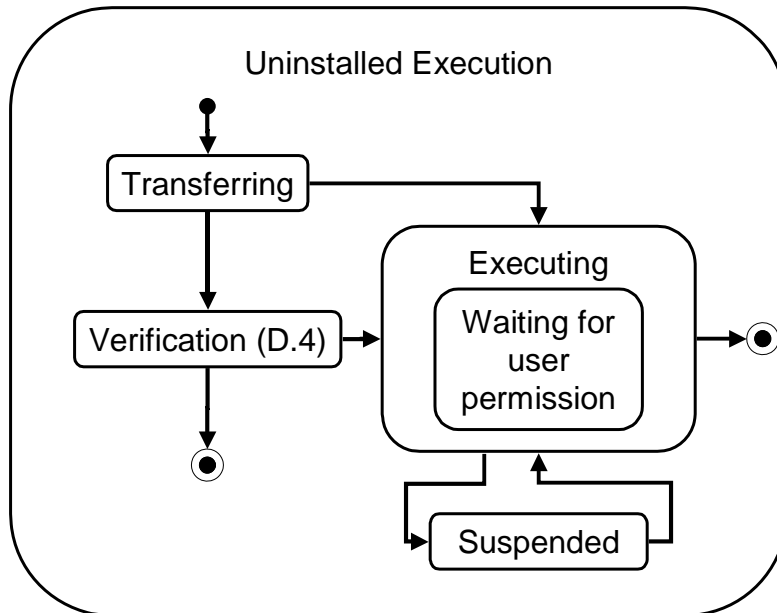 Uninstalled Execution
Transferring
Executing
Verification (D.4)
Waiting for
user
permission
Suspended